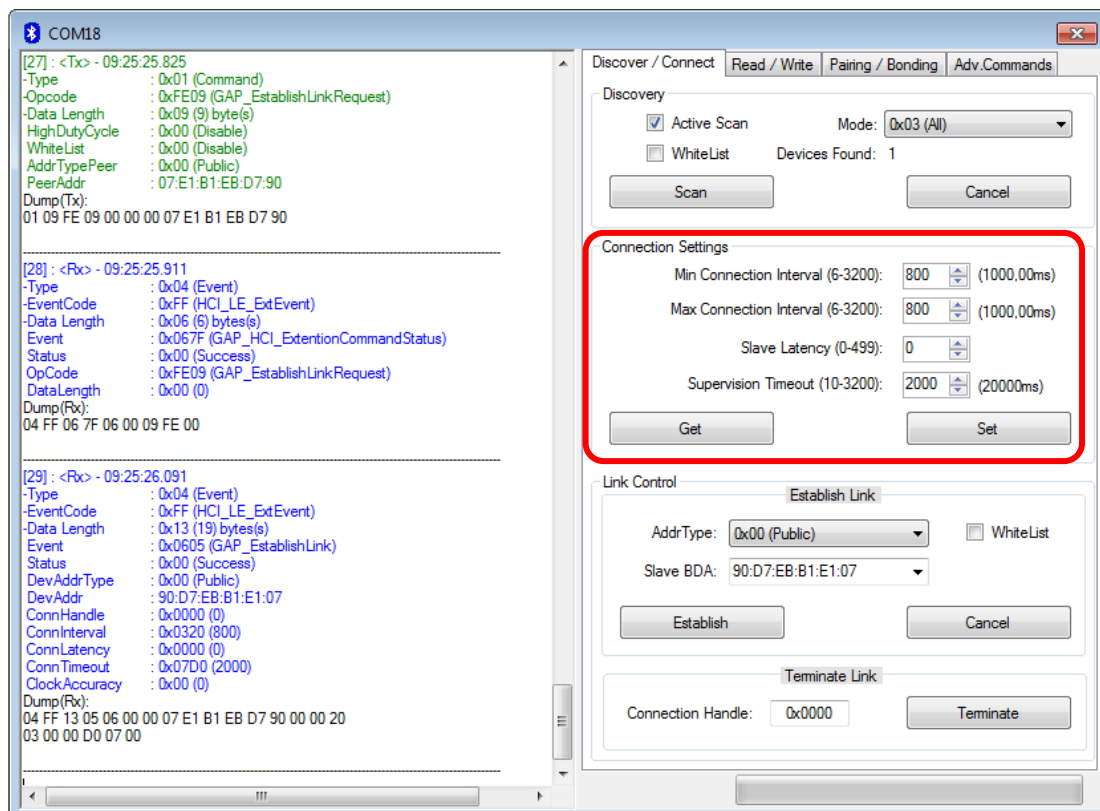 COM18
[27] : <Tx> - 09:25:25.825
-Type : 0x01 (Command)
-Opcode : 0xFE09 (GAP_EstablishLinkRequest)
-Data Length : 0x09 (9) byte(s)
HighDutyCycle : 0x00 (Disable)
WhiteList : 0x00 (Disable)
AddrTypePeer : 0x00 (Public)
PeerAddr : 07:E1:B1:EB:D7:90
Dump(Tx):
01 09 FE 09 00 00 00 07 E1 B1 EB D7 90
[28] : <Rx> - 09:25:25.911
-Type : 0x04 (Event)
-EventCode : 0xFF (HCI_LE_ExtEvent)
-Data Length : 0x06 (6) bytes(s)
Event : 0x067F (GAP_HCI_ExtentionCommandStatus)
Status : 0x00 (Success)
OpCode : 0xFE09 (GAP_EstablishLinkRequest)
DataLength : 0x00 (0)
Dump(Rx):
04 FF 06 7F 06 00 09 FE 00
[29] : <Rx> - 09:25:26.091
-Type : 0x04 (Event)
-EventCode : 0xFF (HCI_LE_ExtEvent)
-Data Length : 0x13 (19) bytes(s)
Event : 0x0605 (GAP_EstablishLink)
Status : 0x00 (Success)
DevAddrType : 0x00 (Public)
DevAddr : 90:D7:EB:B1:E1:07
ConnHandle : 0x0000 (0)
ConnInterval : 0x0320 (800)
ConnLatency : 0x0000 (0)
ConnTimeout : 0x07D0 (2000)
ClockAccuracy : 0x00 (0)
Dump(Rx):
04 FF 13 05 06 00 00 07 E1 B1 EB D7 90 00 00 20
03 00 00 D0 07 00
Discover / Connect Read / Write Pairing / Bonding Adv.Commands
Discovery
Active Scan Mode: 0x03 (All)
WhiteList Devices Found: 1
Scan Cancel
Connection Settings
Min Connection Interval (6-3200): 800 (1000,00ms)
Max Connection Interval (6-3200): 800 (1000,00ms)
Slave Latency (0-499): 0
Supervision Timeout (10-3200): 2000 (20000ms)
Get Set
Link Control
Establish Link
AddrType: 0x00 (Public) WhiteList
Slave BDA: 90:D7:EB:B1:E1:07
Establish Cancel
Terminate Link
Connection Handle: 0x0000 Terminate